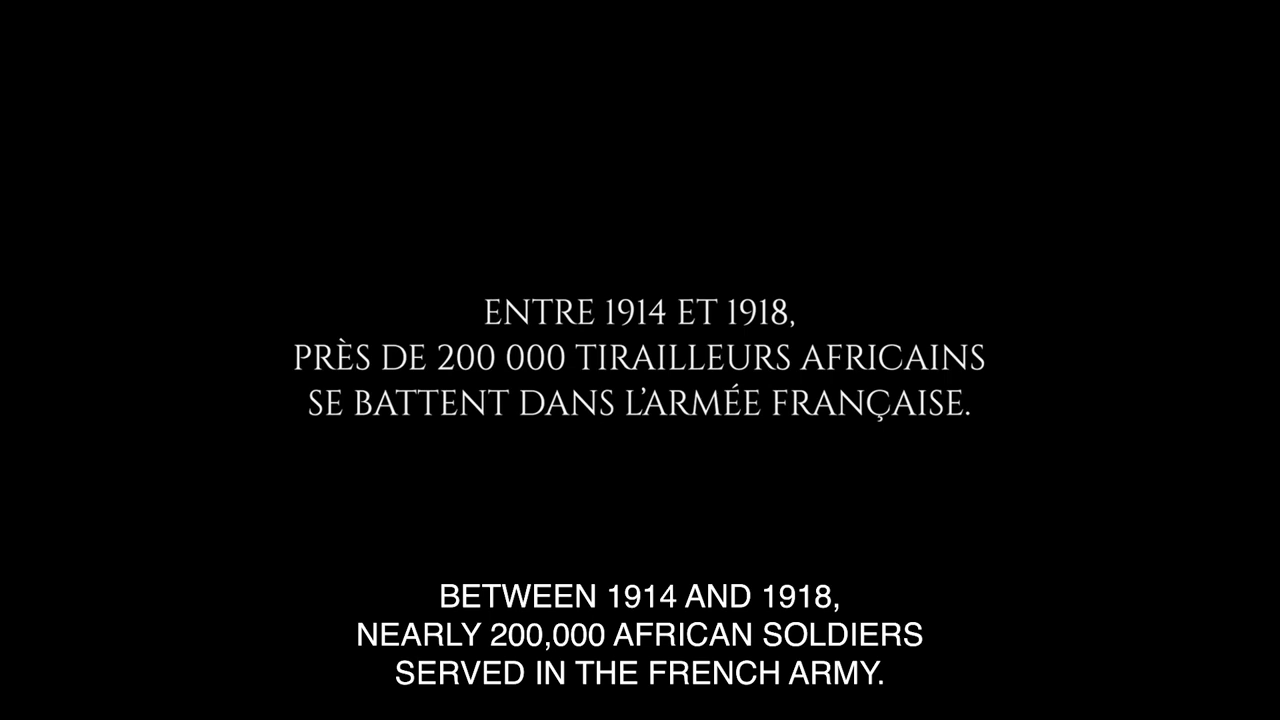 ENTRE 1914 ET 1918,
PRÈS DE 200 000 TIRAILLEURS AFRICAINS
SE BATTENT DANS L’ARMÉE FRANÇAISE.
BETWEEN 1914 AND 1918,
NEARLY 200,000 AFRICAN SOLDIERS
SERVED IN THE FRENCH ARMY.